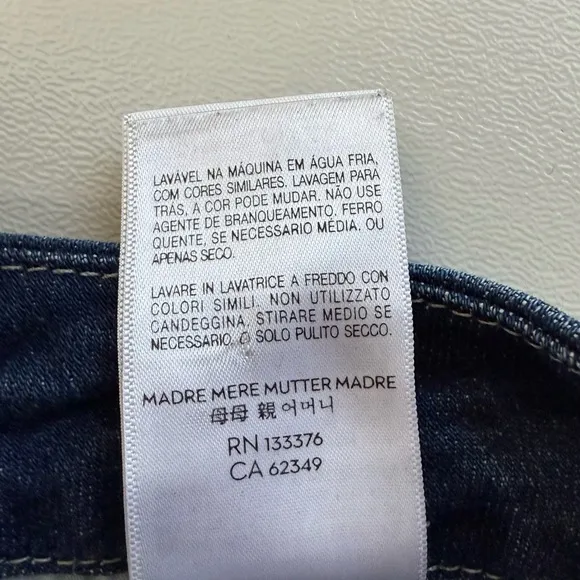 LAVÁVEL NA MÁQUINA EM ÁGUA FRIA,
COM CORES SIMILARES. LAVAGEM PARA
TRÁS, A COR PODE MUDAR. NÃO USE
AGENTE DE BRANQUEAMENTO. FERRO
QUENTE, SE NECESSARIO MÉDIA. OU
APENAS SECO.
LAVARE IN LAVATRICE A FREDDO CON
COLORI SIMILI. NON UTILIZZATO
CANDEGGINA, STIRARE MEDIO SE
NECESSARIO. O SOLO PULITO SECCO.
MADRE MERE MUTTER MADRE
母母 親 어머니
RN 133376
CA 62349